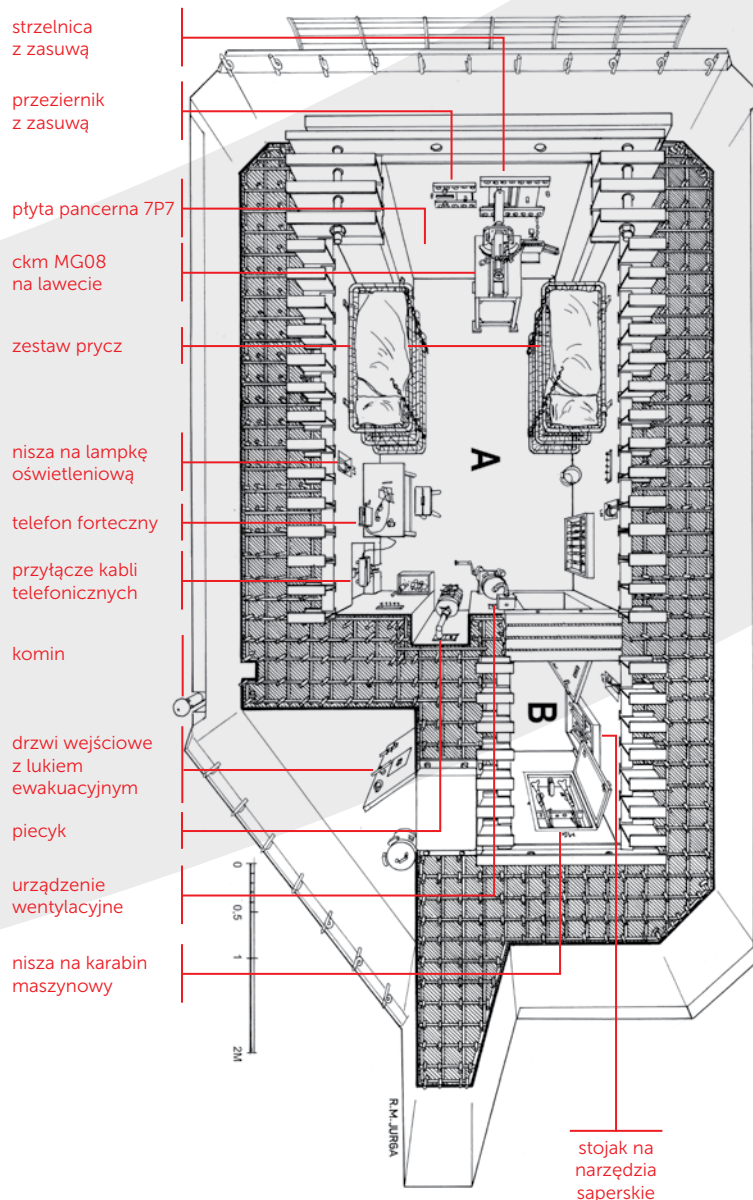 strzelnica
z zasuwą
przeziernik
z zasuwą
płyta pancerna 7P7
ckm MG08
na lawecie
zestaw prycz
nisza na lampkę
oświetleniową
telefon forteczny
przyłącze kabli
telefonicznych
komin
drzwi wejściowe
z lukiem
ewakuacyjnym
piecyk
urządzenie
wentylacyjne
nisza na karabin
maszynowy
A
B
0
0,5
1
2M
R.M.JURGA
stojak na
narzędzia
saperskie